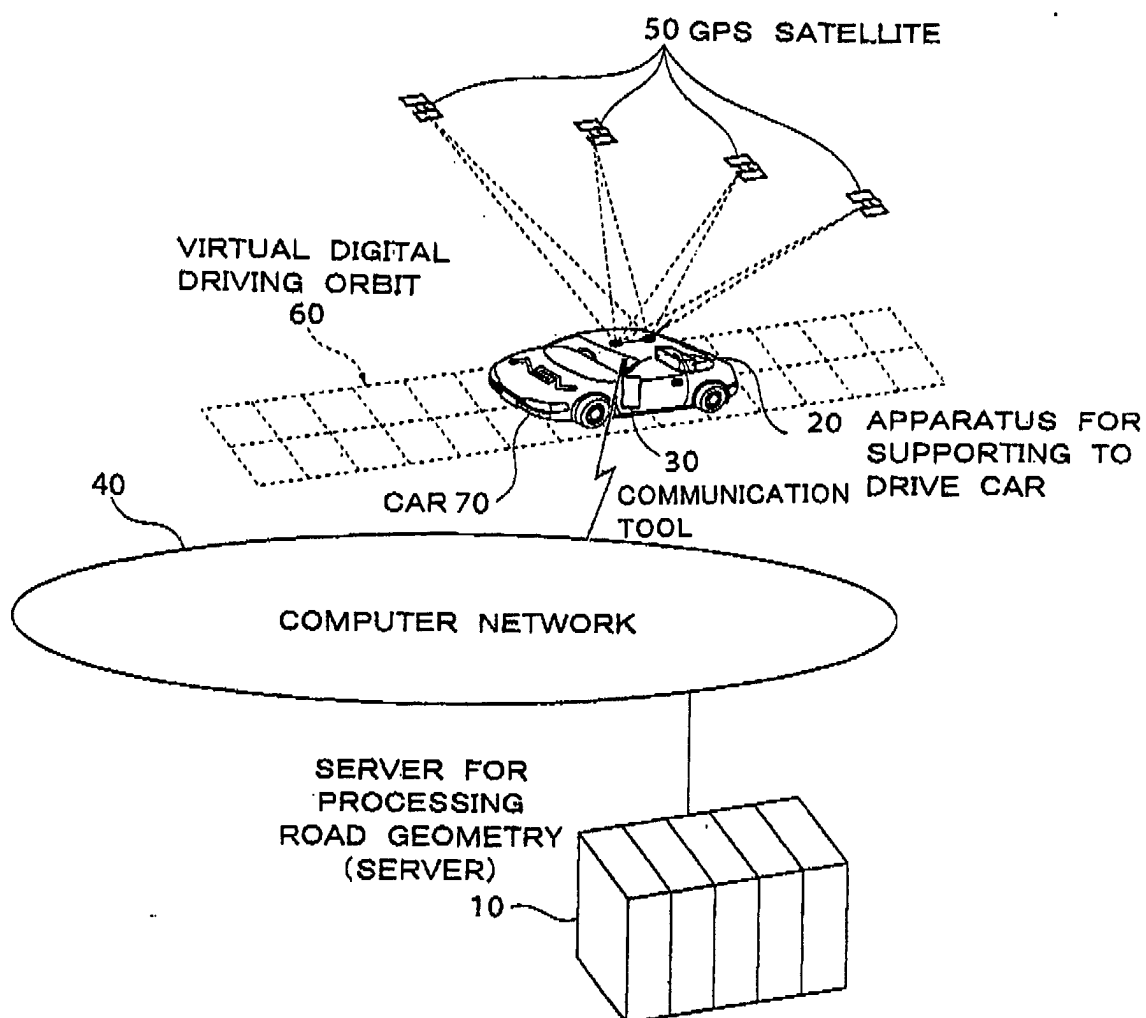 50 GPS SATELLITE
VIRTUAL DIGITAL
DRIVING ORBIT
60
20 APPARATUS FOR
SUPPORTING TO
DRIVE CAR
30
COMMUNICATION
TOOL
CAR 70
40
COMPUTER NETWORK
SERVER FOR
PROCESSING
ROAD GEOMETRY
(SERVER)
10